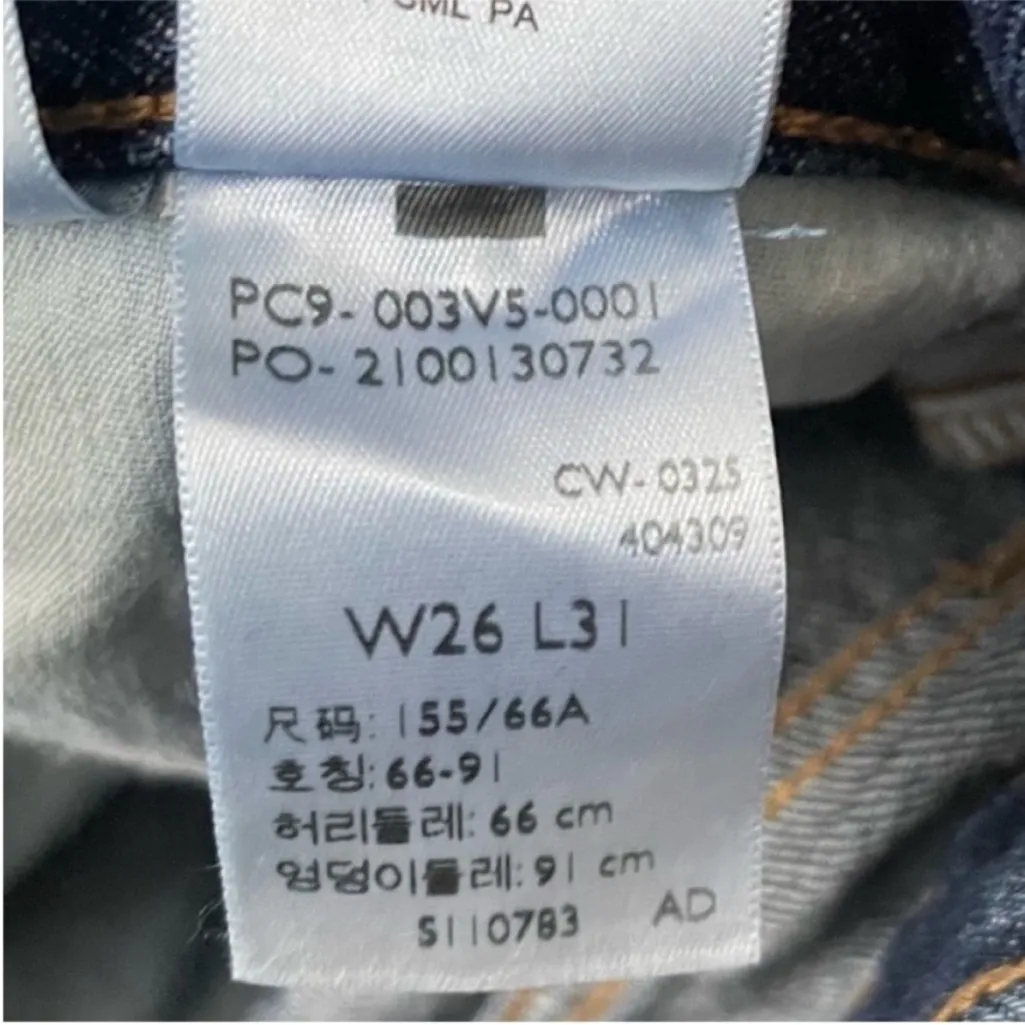 PA
PC9-003V5-0001
PO-2100130732
CW-0325
404309
W26 L31
尺码: 155/66A
호칭: 66-91
허리둘레: 66 cm
엉덩이둘레: 91 cm
S110783 AD